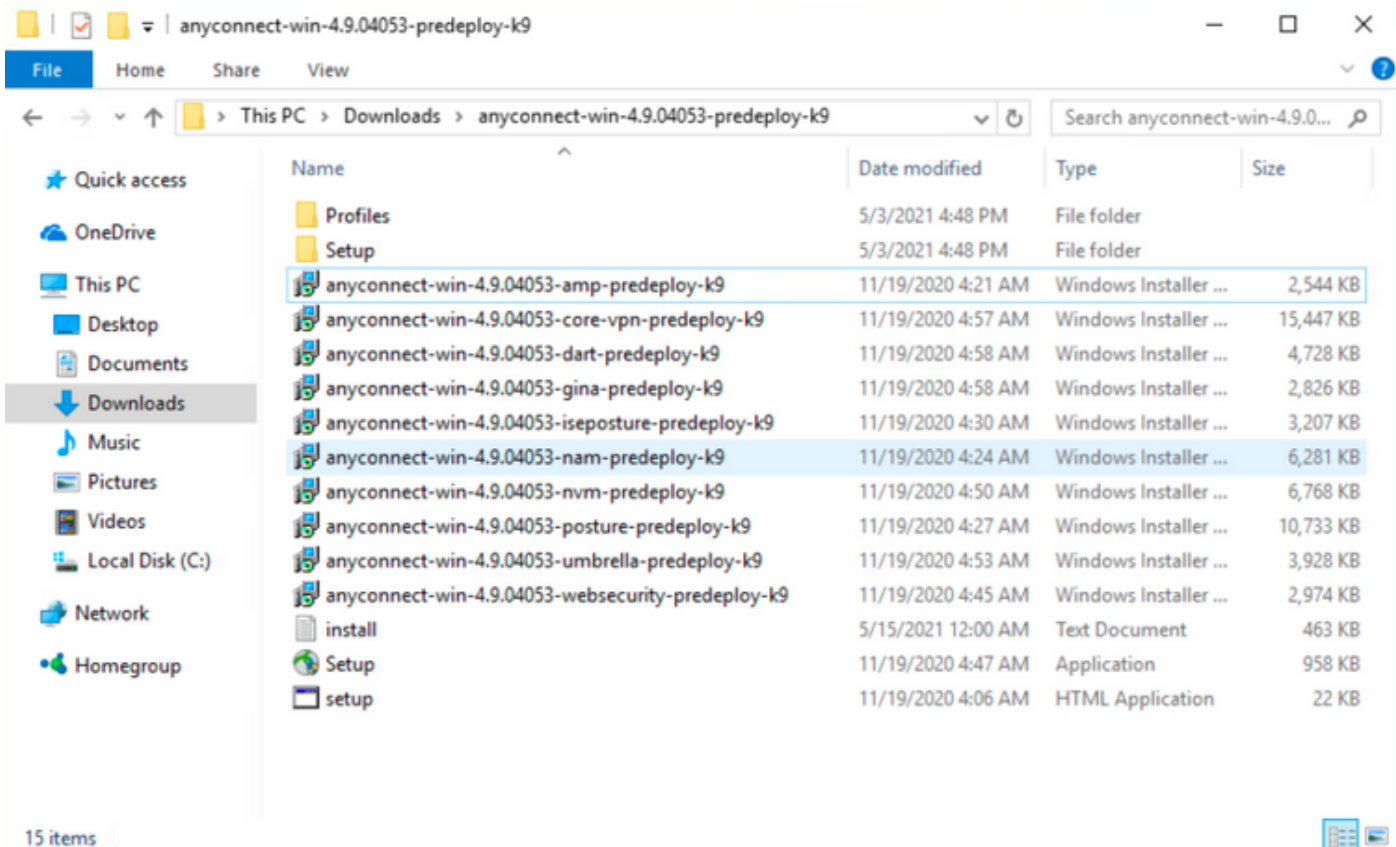 anyconnect-win-4.9.04053-predeploy-k9
File Home Share View
This PC > Downloads > anyconnect-win-4.9.04053-predeploy-k9
Search anyconnect-win-4.9.0...
Quick access
OneDrive
This PC
Desktop
Documents
Downloads
Music
Pictures
Videos
Local Disk (C:)
Network
Homegroup
Name Date modified Type Size
Profiles 5/3/2021 4:48 PM File folder
Setup 5/3/2021 4:48 PM File folder
anyconnect-win-4.9.04053-amp-predeploy-k9 11/19/2020 4:21 AM Windows Installer ... 2,544 KB
anyconnect-win-4.9.04053-core-vpn-predeploy-k9 11/19/2020 4:57 AM Windows Installer ... 15,447 KB
anyconnect-win-4.9.04053-dart-predeploy-k9 11/19/2020 4:58 AM Windows Installer ... 4,728 KB
anyconnect-win-4.9.04053-gina-predeploy-k9 11/19/2020 4:58 AM Windows Installer ... 2,826 KB
anyconnect-win-4.9.04053-iseposture-predeploy-k9 11/19/2020 4:30 AM Windows Installer ... 3,207 KB
anyconnect-win-4.9.04053-nam-predeploy-k9 11/19/2020 4:24 AM Windows Installer ... 6,281 KB
anyconnect-win-4.9.04053-nvm-predeploy-k9 11/19/2020 4:50 AM Windows Installer ... 6,768 KB
anyconnect-win-4.9.04053-posture-predeploy-k9 11/19/2020 4:27 AM Windows Installer ... 10,733 KB
anyconnect-win-4.9.04053-umbrella-predeploy-k9 11/19/2020 4:53 AM Windows Installer ... 3,928 KB
anyconnect-win-4.9.04053-websecurity-predeploy-k9 11/19/2020 4:45 AM Windows Installer ... 2,974 KB
install 5/15/2021 12:00 AM Text Document 463 KB
Setup 11/19/2020 4:47 AM Application 958 KB
setup 11/19/2020 4:06 AM HTML Application 22 KB
15 items